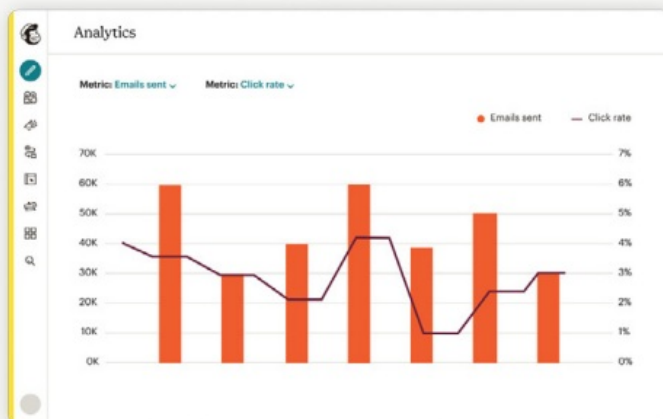 Analytics
Metric: Emails sent Metric: Click rate
Emails sent Click rate
70K 7%
60K 6%
50K 5%
40K 4%
30K 3%
20K 2%
10K 1%
0K 0%